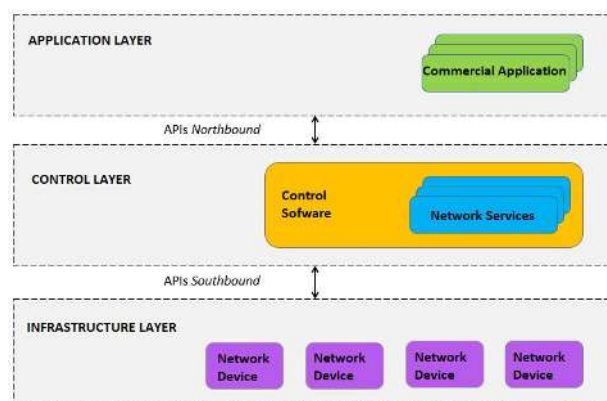 APPLICATION LAYER
Commercial Application
APIs Northbound
CONTROL LAYER
Control
Sofware
Network Services
APIs Southbound
INFRASTRUCTURE LAYER
Network
Device
Network
Device
Network
Device
Network
Device